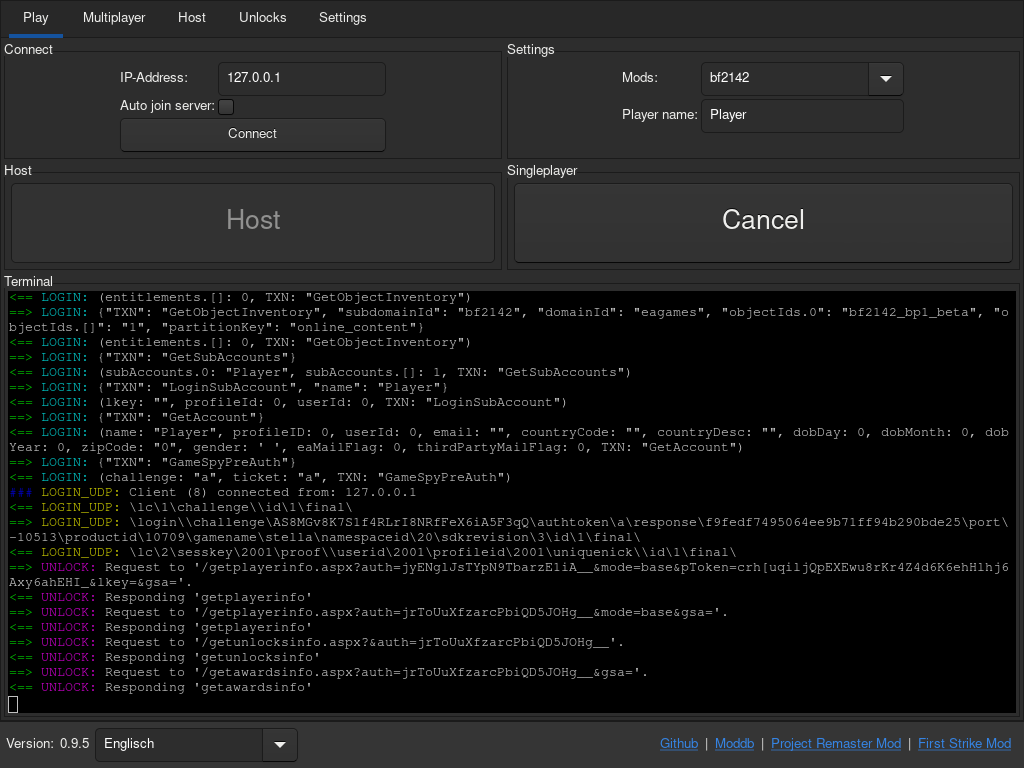 Play Multiplayer Host Unlocks Settings
Connect
IP-Address: 127.0.0.1
Auto join server:
Connect
Settings
Mods: bf2142
Player name: Player
Host
Host
Singleplayer
Cancel
Terminal
<== LOGIN: (entitlements.[]: 0, TXN: "GetObjectInventory")
==> LOGIN: {"TXN": "GetObjectInventory", "subdomainId": "bf2142", "domainId": "eagames", "objectIds.0": "bf2142_bp1_beta", "o
bjectIds.[]": "1", "partitionKey": "online_content"}
<== LOGIN: (entitlements.[]: 0, TXN: "GetObjectInventory")
==> LOGIN: {"TXN": "GetSubAccounts"}
<== LOGIN: (subAccounts.0: "Player", subAccounts.[]: 1, TXN: "GetSubAccounts")
==> LOGIN: {"TXN": "LoginSubAccount", "name": "Player"}
<== LOGIN: (lkey: "", profileId: 0, userId: 0, TXN: "LoginSubAccount")
==> LOGIN: {"TXN": "GetAccount"}
<== LOGIN: (name: "Player", profileID: 0, userId: 0, email: "", countryCode: "", countryDesc: "", dobDay: 0, dobMonth: 0, dob
Year: 0, zipCode: "0", gender: ' ', eaMailFlag: 0, thirdPartyMailFlag: 0, TXN: "GetAccount")
==> LOGIN: {"TXN": "GameSpyPreAuth"}
<== LOGIN: (challenge: "a", ticket: "a", TXN: "GameSpyPreAuth")
### LOGIN_UDP: Client (8) connected from: 127.0.0.1
<== LOGIN_UDP: \lc\1\challenge\\id\1\final\
==> LOGIN_UDP: \login\\challenge\AS8MGv8K7S1f4RLrI8NRfFeX6iA5F3qQ\authtoken\a\response\f9fedf7495064ee9b71ff94b290bde25\port\
-10513\productid\10709\gamename\stella\namespaceid\20\sdkrevision\3\id\1\final\
<== LOGIN_UDP: \lc\2\sesskey\2001\proof\\userid\2001\profileid\2001\uniquenick\\id\1\final\
==> UNLOCK: Request to '/getplayerinfo.aspx?auth=jyENglJsTYpN9TbarzE1iA__&mode=base&pToken=crh[uqiljQpEXEwu8rKr4Z4d6K6ehHlhj6
Axy6ahEHI_&lkey=&gsa='.
<== UNLOCK: Responding 'getplayerinfo'
==> UNLOCK: Request to '/getplayerinfo.aspx?auth=jrToUuXfzarcPbiQD5JOHg__&mode=base&gsa='.
<== UNLOCK: Responding 'getplayerinfo'
==> UNLOCK: Request to '/getunlocksinfo.aspx?&auth=jrToUuXfzarcPbiQD5JOHg__'.
<== UNLOCK: Responding 'getunlocksinfo'
==> UNLOCK: Request to '/getawardsinfo.aspx?auth=jrToUuXfzarcPbiQD5JOHg__&gsa='.
<== UNLOCK: Responding 'getawardsinfo'
Version: 0.9.5 Englisch
Github | Moddb | Project Remaster Mod | First Strike Mod